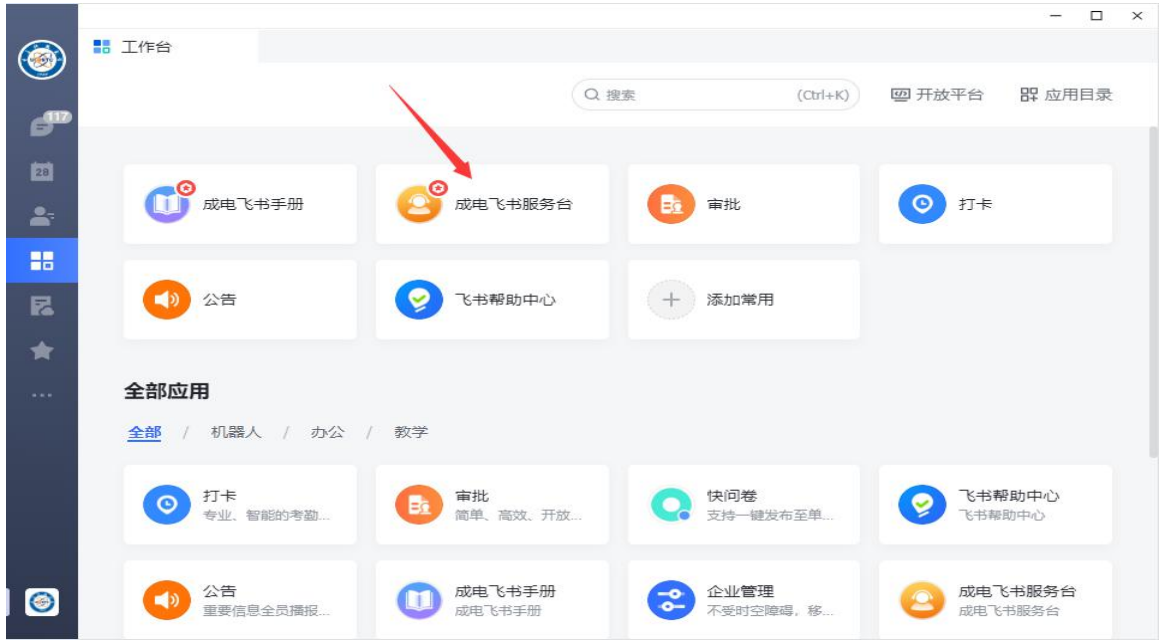 工作台
搜索 (Ctrl+K) 开放平台 应用目录
117
28
成电飞书手册 成电飞书服务台 审批 打卡
公告 飞书帮助中心 添加常用
全部应用
全部 / 机器人 / 办公 / 教学
打卡 审批 快问卷 飞书帮助中心
专业、智能的考勤... 简单、高效、开放... 支持一键发布至单... 飞书帮助中心
公告 成电飞书手册 企业管理 成电飞书服务台
重要信息全员播报... 成电飞书手册 不受时空障碍，移... 成电飞书服务台